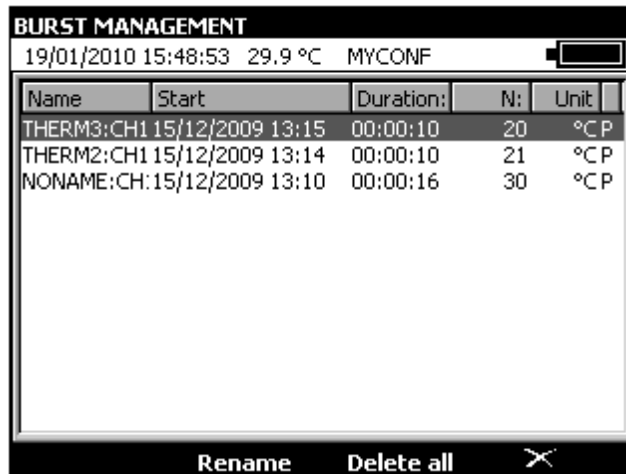 BURST MANAGEMENT
19/01/2010 15:48:53 29.9 °C MYCONF
Name Start Duration: N: Unit
THERM3:CH1 15/12/2009 13:15 00:00:10 20 °C P
THERM2:CH1 15/12/2009 13:14 00:00:10 21 °C P
NONAME:CH: 15/12/2009 13:10 00:00:16 30 °C P
Rename Delete all